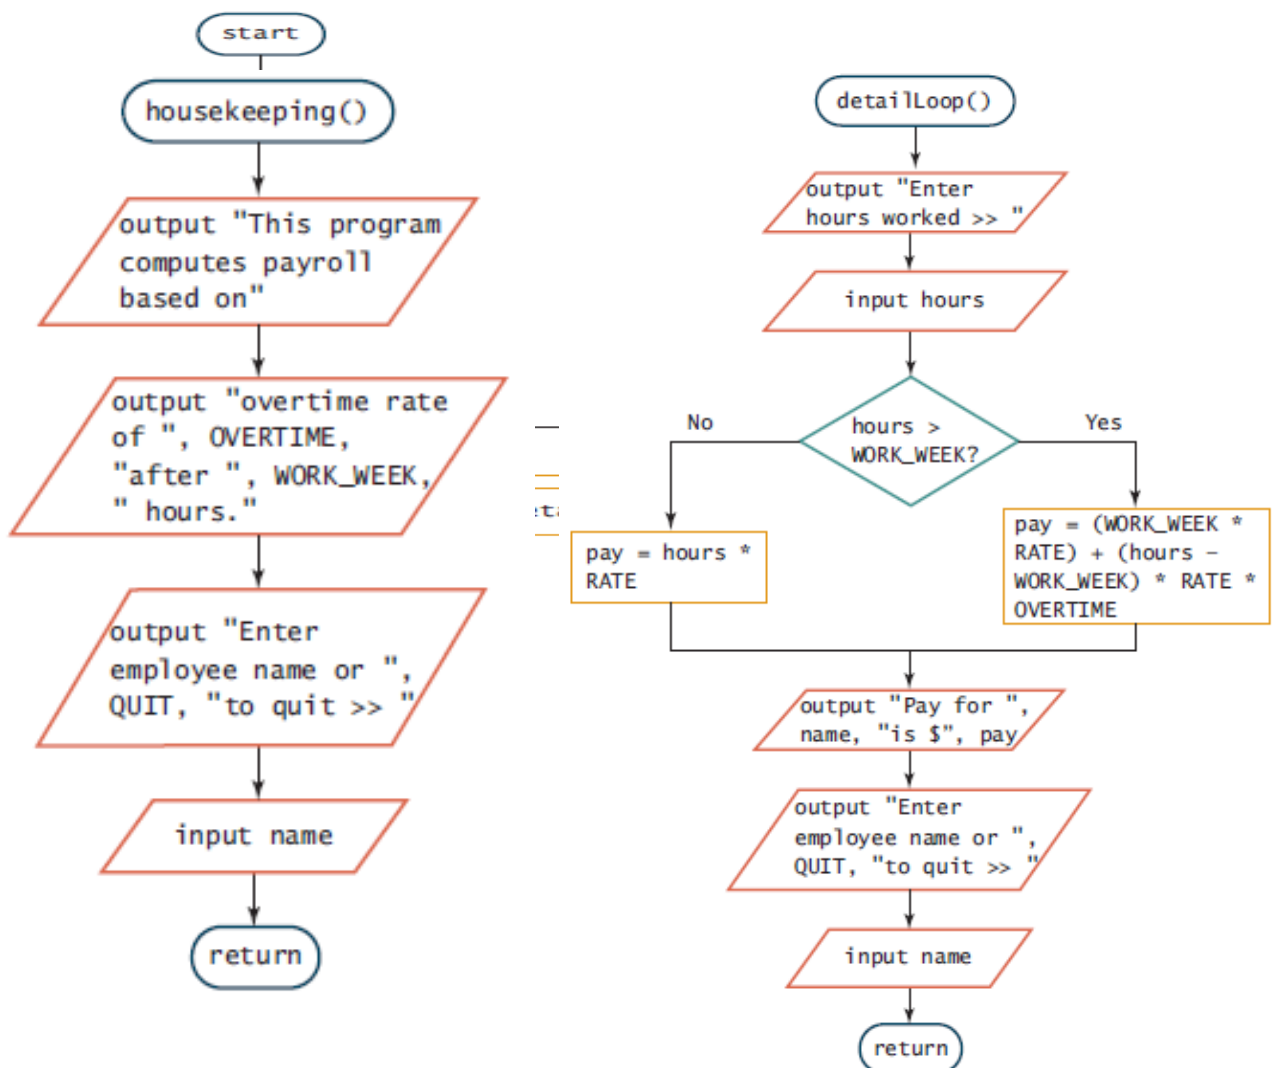 start
housekeeping()
output "This program
computes payroll
based on"
output "overtime rate
of ", OVERTIME,
"after ", WORK_WEEK,
" hours."
output "Enter
employee name or ",
QUIT, "to quit >> "
input name
return
detailLoop()
output "Enter
hours worked >> "
input hours
hours >
WORK_WEEK?
No
Yes
pay = hours *
RATE
pay = (WORK_WEEK *
RATE) + (hours –
WORK_WEEK) * RATE *
OVERTIME
output "Pay for ",
name, "is $", pay
output "Enter
employee name or ",
QUIT, "to quit >> "
input name
return